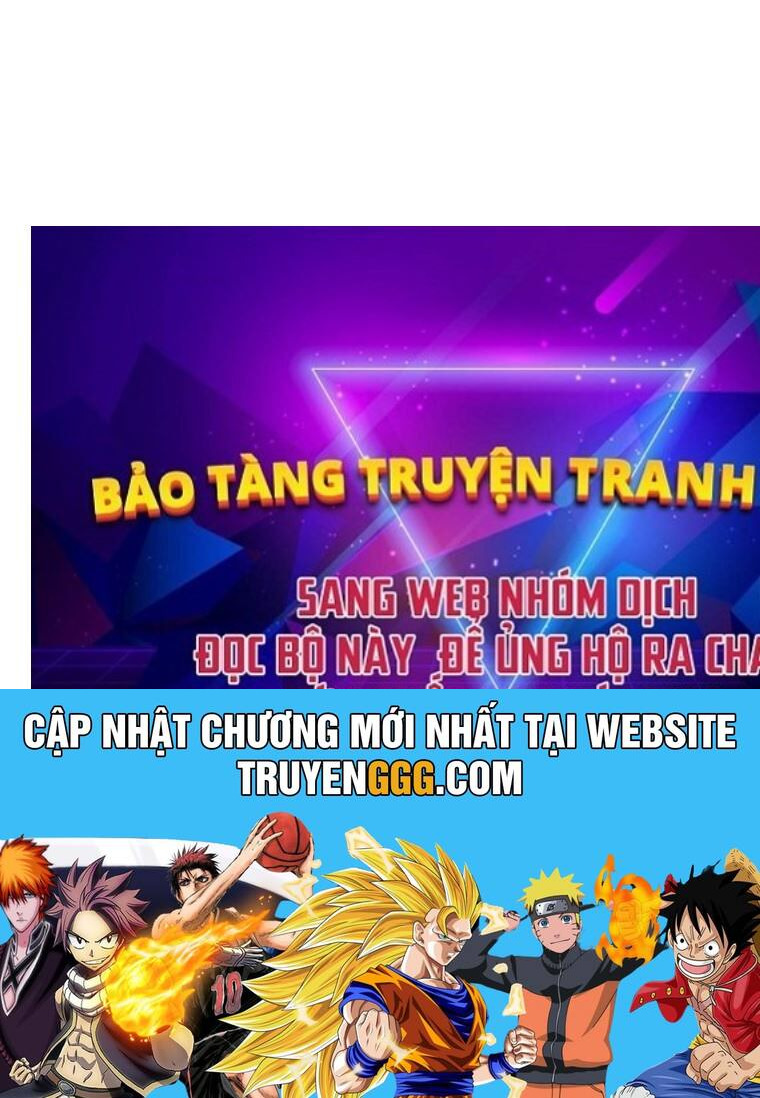 BẢO TÀNG TRUYỆN TRANH
SANG WEB NHÓM DỊCH
ĐỌC BỘ NÀY ĐỂ ỦNG HỘ RA
CẬP NHẬT CHƯƠNG MỚI NHẤT TẠI WEBSITE
TRUYENGGG.COM
10